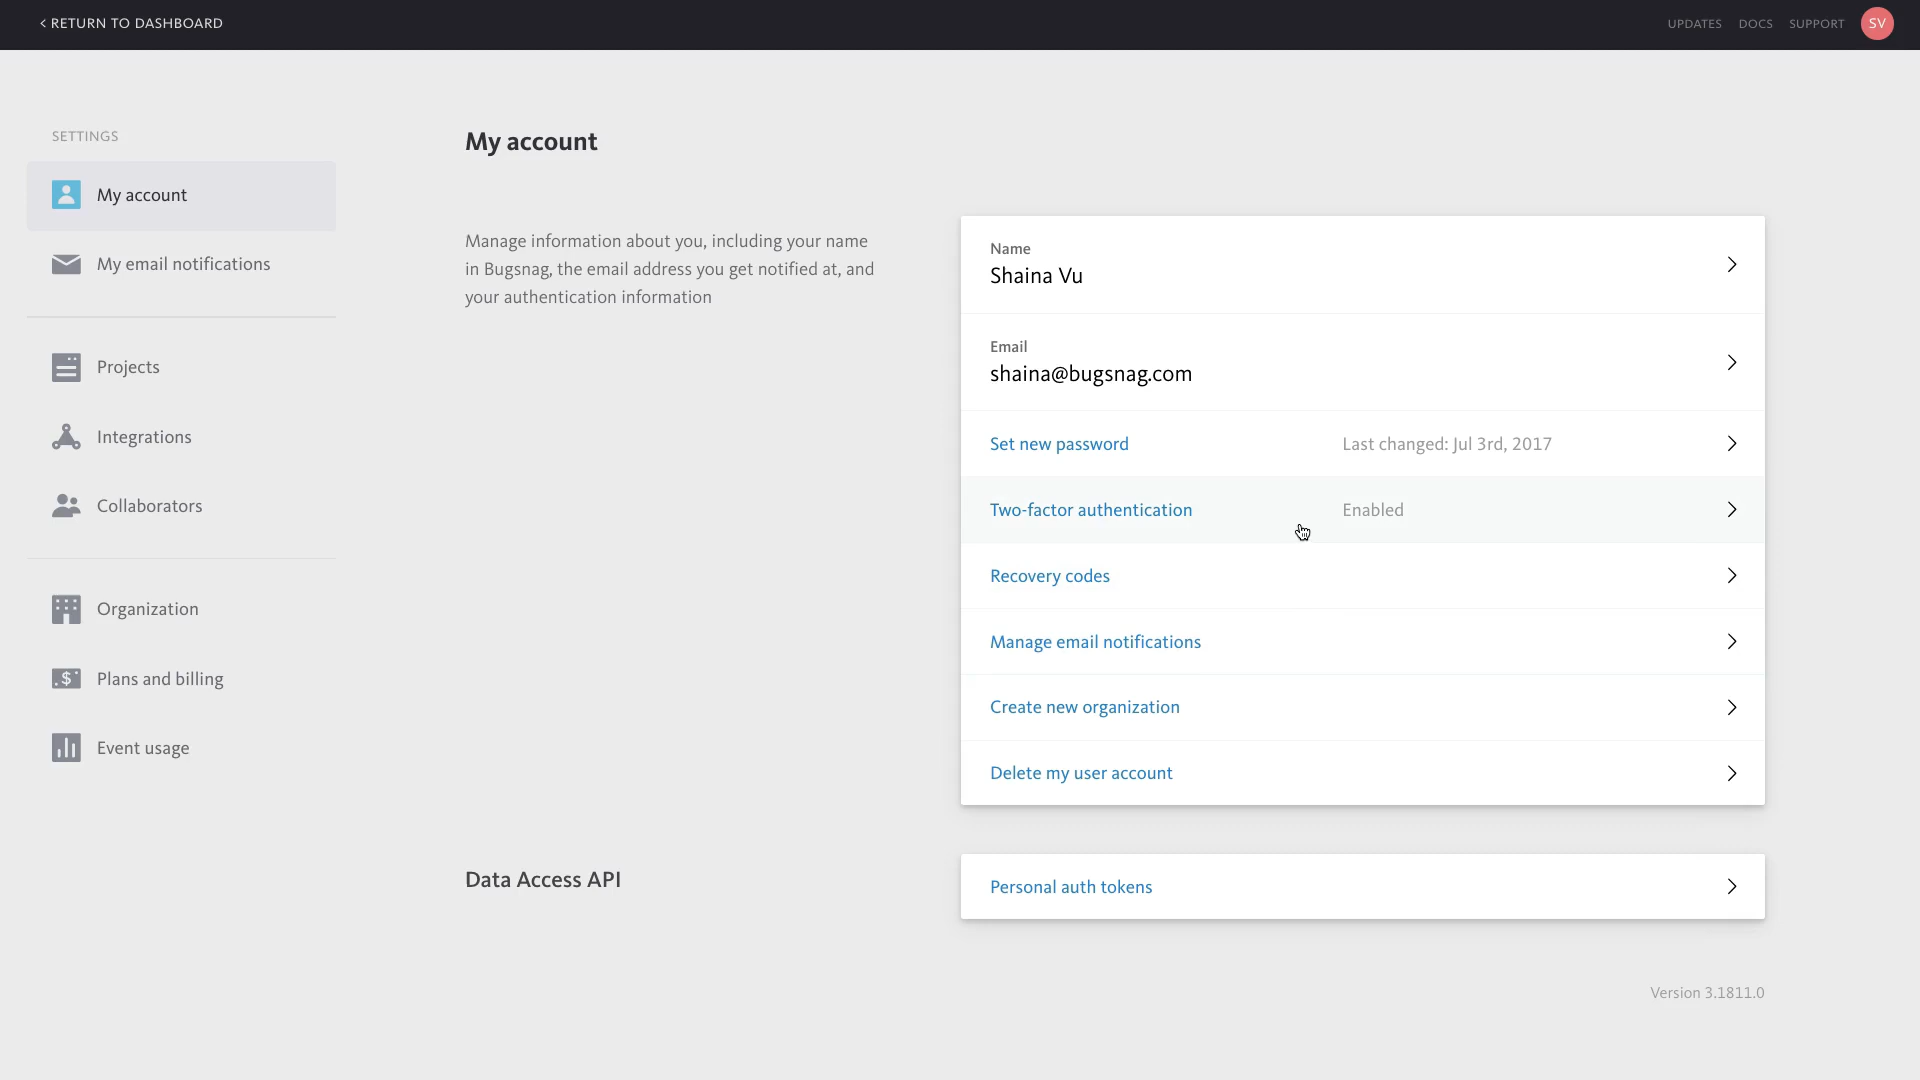 < RETURN TO DASHBOARD
UPDATES DOCS SUPPORT SV
SETTINGS
My account
My email notifications
Projects
Integrations
Collaborators
Organization
Plans and billing
Event usage
My account
Manage information about you, including your name
in Bugsnag, the email address you get notified at, and
your authentication information
Name
Shaina Vu
Email
shaina@bugsnag.com
Set new password Last changed: Jul 3rd, 2017
Two-factor authentication Enabled
Recovery codes
Manage email notifications
Create new organization
Delete my user account
Data Access API
Personal auth tokens
Version 3.1811.0